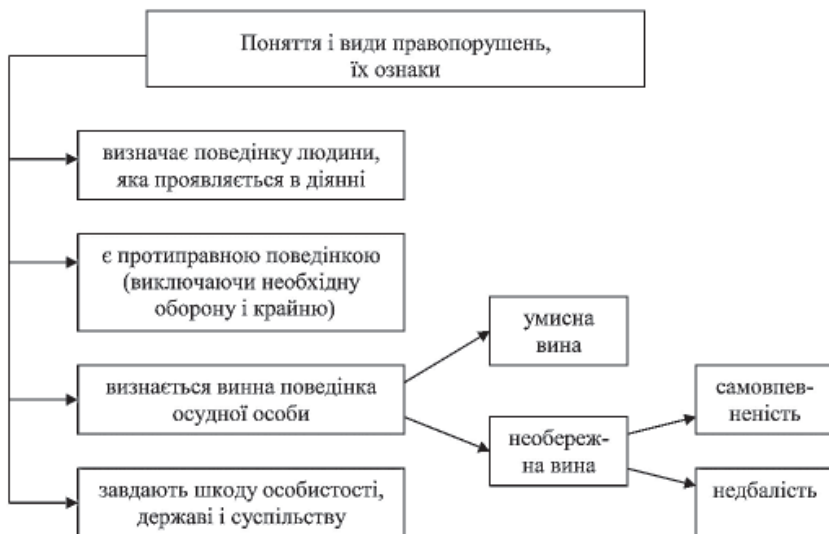 Поняття і види правопорушень,
їх ознаки
визначає поведінку людини,
яка проявляється в діянні
є протиправною поведінкою
(виключаючи необхідну
оборону і крайню)
визнається винна поведінка
осудної особи
умисна
вина
необереж-
на вина
самовпев-
неність
недбалість
завдають шкоду особистості,
державі і суспільству